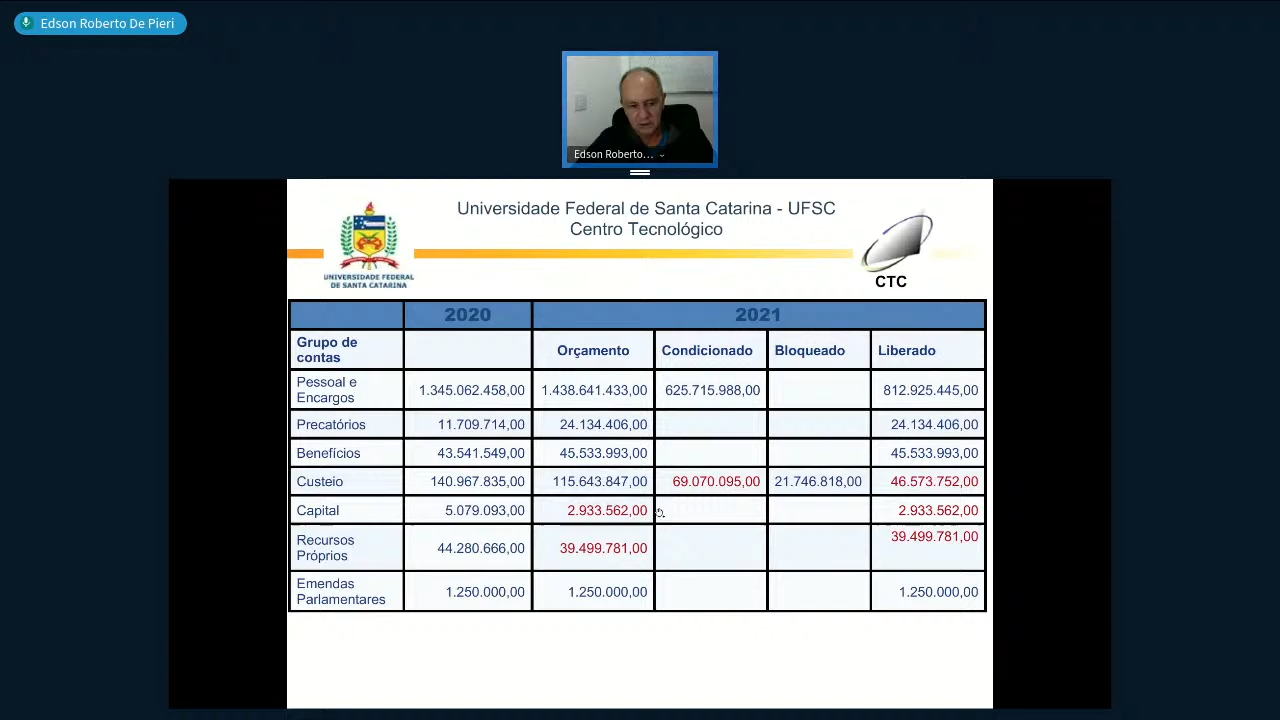 Edson Roberto De Pieri
Edson Roberto...
Universidade Federal de Santa Catarina - UFSC
Centro Tecnológico
UNIVERSIDADE FEDERAL
DE SANTA CATARINA
CTC
2020 2021
Grupo de contas Orçamento Condicionado Bloqueado Liberado
Pessoal e Encargos 1.345.062.458,00 1.438.641.433,00 625.715.988,00 812.925.445,00
Precatórios 11.709.714,00 24.134.406,00 24.134.406,00
Benefícios 43.541.549,00 45.533.993,00 45.533.993,00
Custeio 140.967.835,00 115.643.847,00 69.070.095,00 21.746.818,00 46.573.752,00
Capital 5.079.093,00 2.933.562,00 2.933.562,00
Recursos Próprios 44.280.666,00 39.499.781,00 39.499.781,00
Emendas Parlamentares 1.250.000,00 1.250.000,00 1.250.000,00